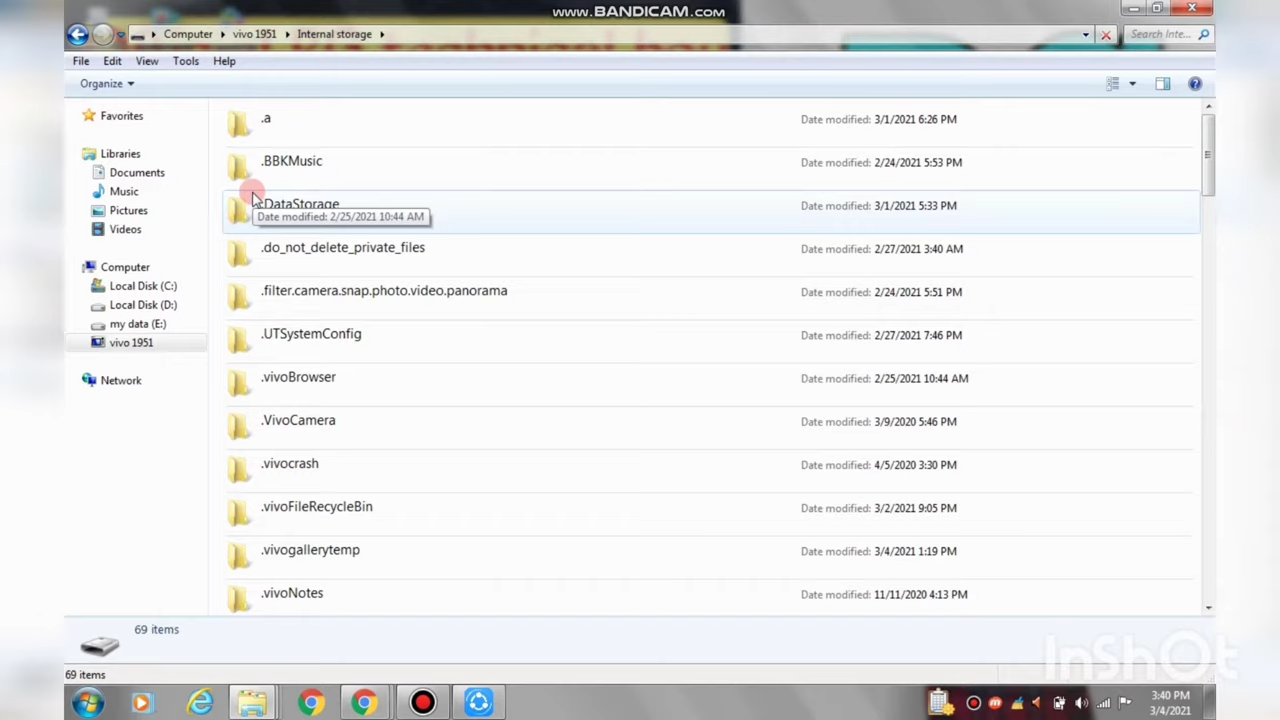 www.BANDICAM.com
Computer vivo 1951 Internal storage
Search Inte...
File Edit View Tools Help
Organize
Favorites
Libraries
Documents
Music
Pictures
Videos
Computer
Local Disk (C:)
Local Disk (D:)
my data (E:)
vivo 1951
Network
.a Date modified: 3/1/2021 6:26 PM
.BBKMusic Date modified: 2/24/2021 5:53 PM
.DataStorage Date modified: 3/1/2021 5:33 PM
Date modified: 2/25/2021 10:44 AM
.do_not_delete_private_files Date modified: 2/27/2021 3:40 AM
.filter.camera.snap.photo.video.panorama Date modified: 2/24/2021 5:51 PM
.UTSystemConfig Date modified: 2/27/2021 7:46 PM
.vivoBrowser Date modified: 2/25/2021 10:44 AM
.VivoCamera Date modified: 3/9/2020 5:46 PM
.vivocrash Date modified: 4/5/2020 3:30 PM
.vivoFileRecycleBin Date modified: 3/2/2021 9:05 PM
.vivogallerytemp Date modified: 3/4/2021 1:19 PM
.vivoNotes Date modified: 11/11/2020 4:13 PM
69 items
InShOt
69 items
3:40 PM
3/4/2021